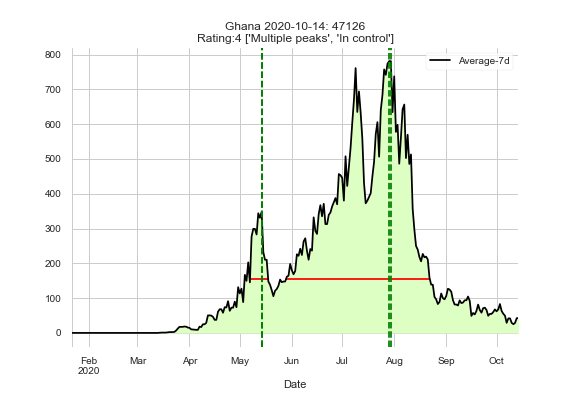 Ghana 2020-10-14: 47126
Rating:4 ['Multiple peaks', 'In control']
Average-7d
800
700
600
500
400
300
200
100
0
Feb Mar Apr May Jun Jul Aug Sep Oct
2020
Date